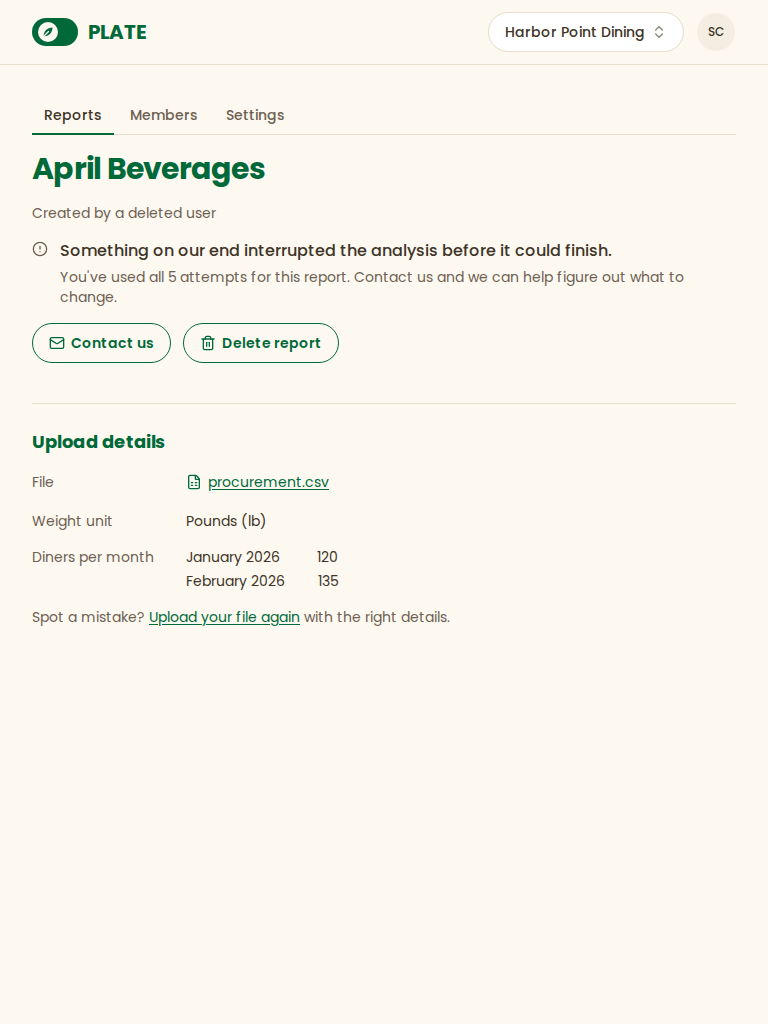 PLATE
Harbor Point Dining
SC
Reports
Members
Settings
April Beverages
Created by a deleted user
Something on our end interrupted the analysis before it could finish.
You've used all 5 attempts for this report. Contact us and we can help figure out what to
change.
Contact us
Delete report
Upload details
File
procurement.csv
Weight unit
Pounds (lb)
Diners per month
January 2026 120
February 2026 135
Spot a mistake? Upload your file again with the right details.